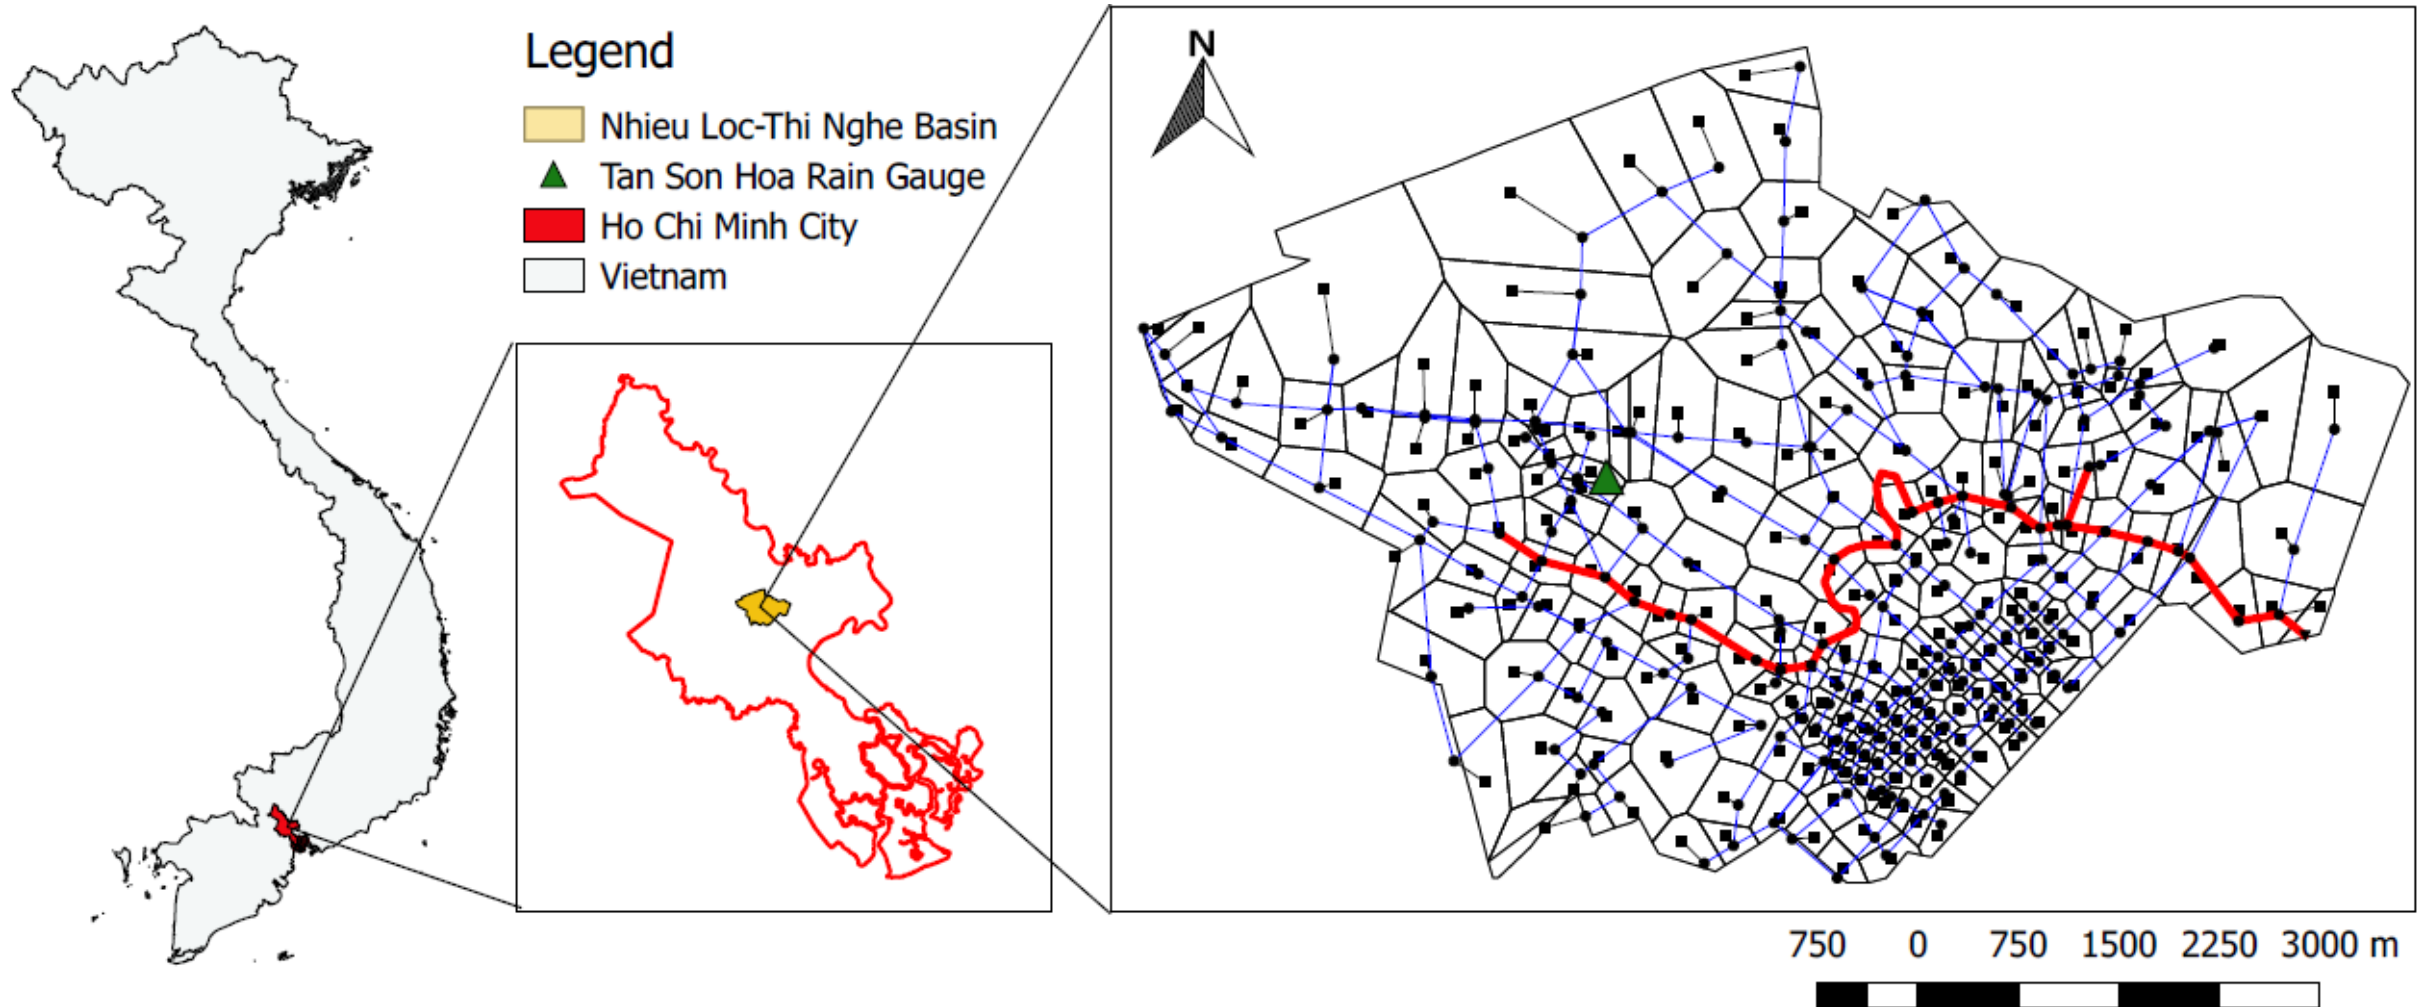 Legend
Nhieu Loc-Thi Nghe Basin
Tan Son Hoa Rain Gauge
Ho Chi Minh City
Vietnam
N
750 0 750 1500 2250 3000 m